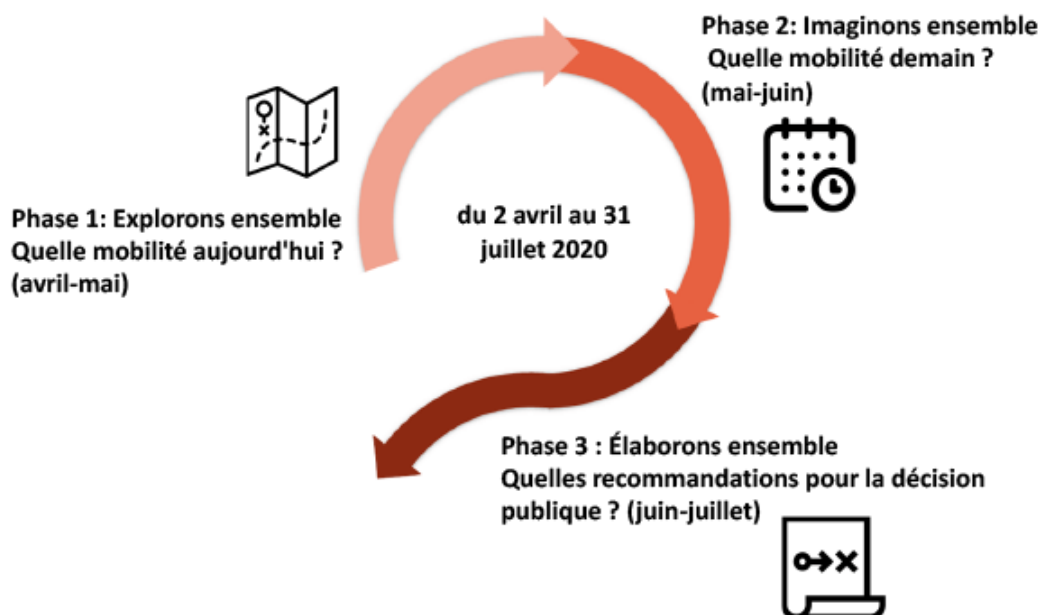 Phase 1: Explorons ensemble
Quelle mobilité aujourd'hui ?
(avril-mai)
Phase 2: Imaginons ensemble
Quelle mobilité demain ?
(mai-juin)
du 2 avril au 31
juillet 2020
Phase 3 : Élaborons ensemble
Quelles recommandations pour la décision
publique ? (juin-juillet)